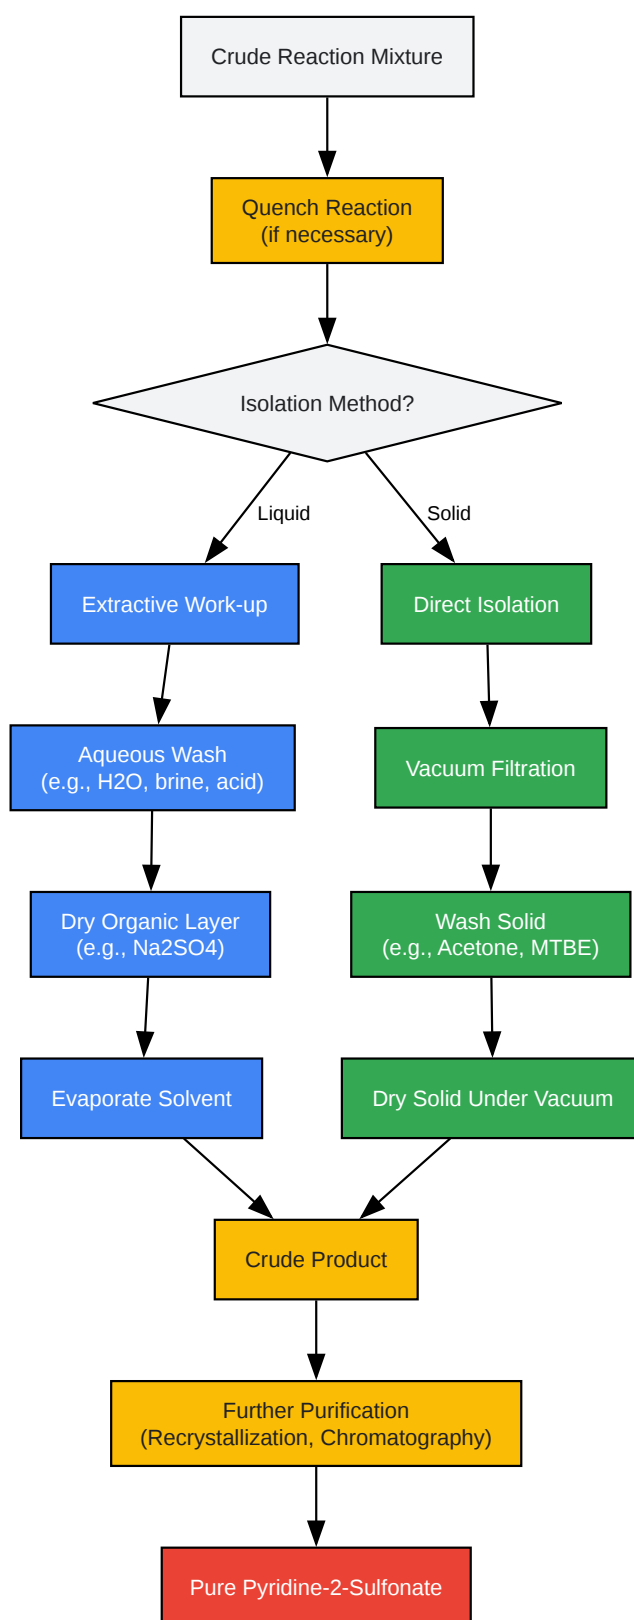 Crude Reaction Mixture
Quench Reaction
(if necessary)
Isolation Method?
Liquid
Solid
Extractive Work-up
Direct Isolation
Aqueous Wash
(e.g., H2O, brine, acid)
Vacuum Filtration
Dry Organic Layer
(e.g., Na2SO4)
Wash Solid
(e.g., Acetone, MTBE)
Evaporate Solvent
Dry Solid Under Vacuum
Crude Product
Further Purification
(Recrystallization, Chromatography)
Pure Pyridine-2-Sulfonate